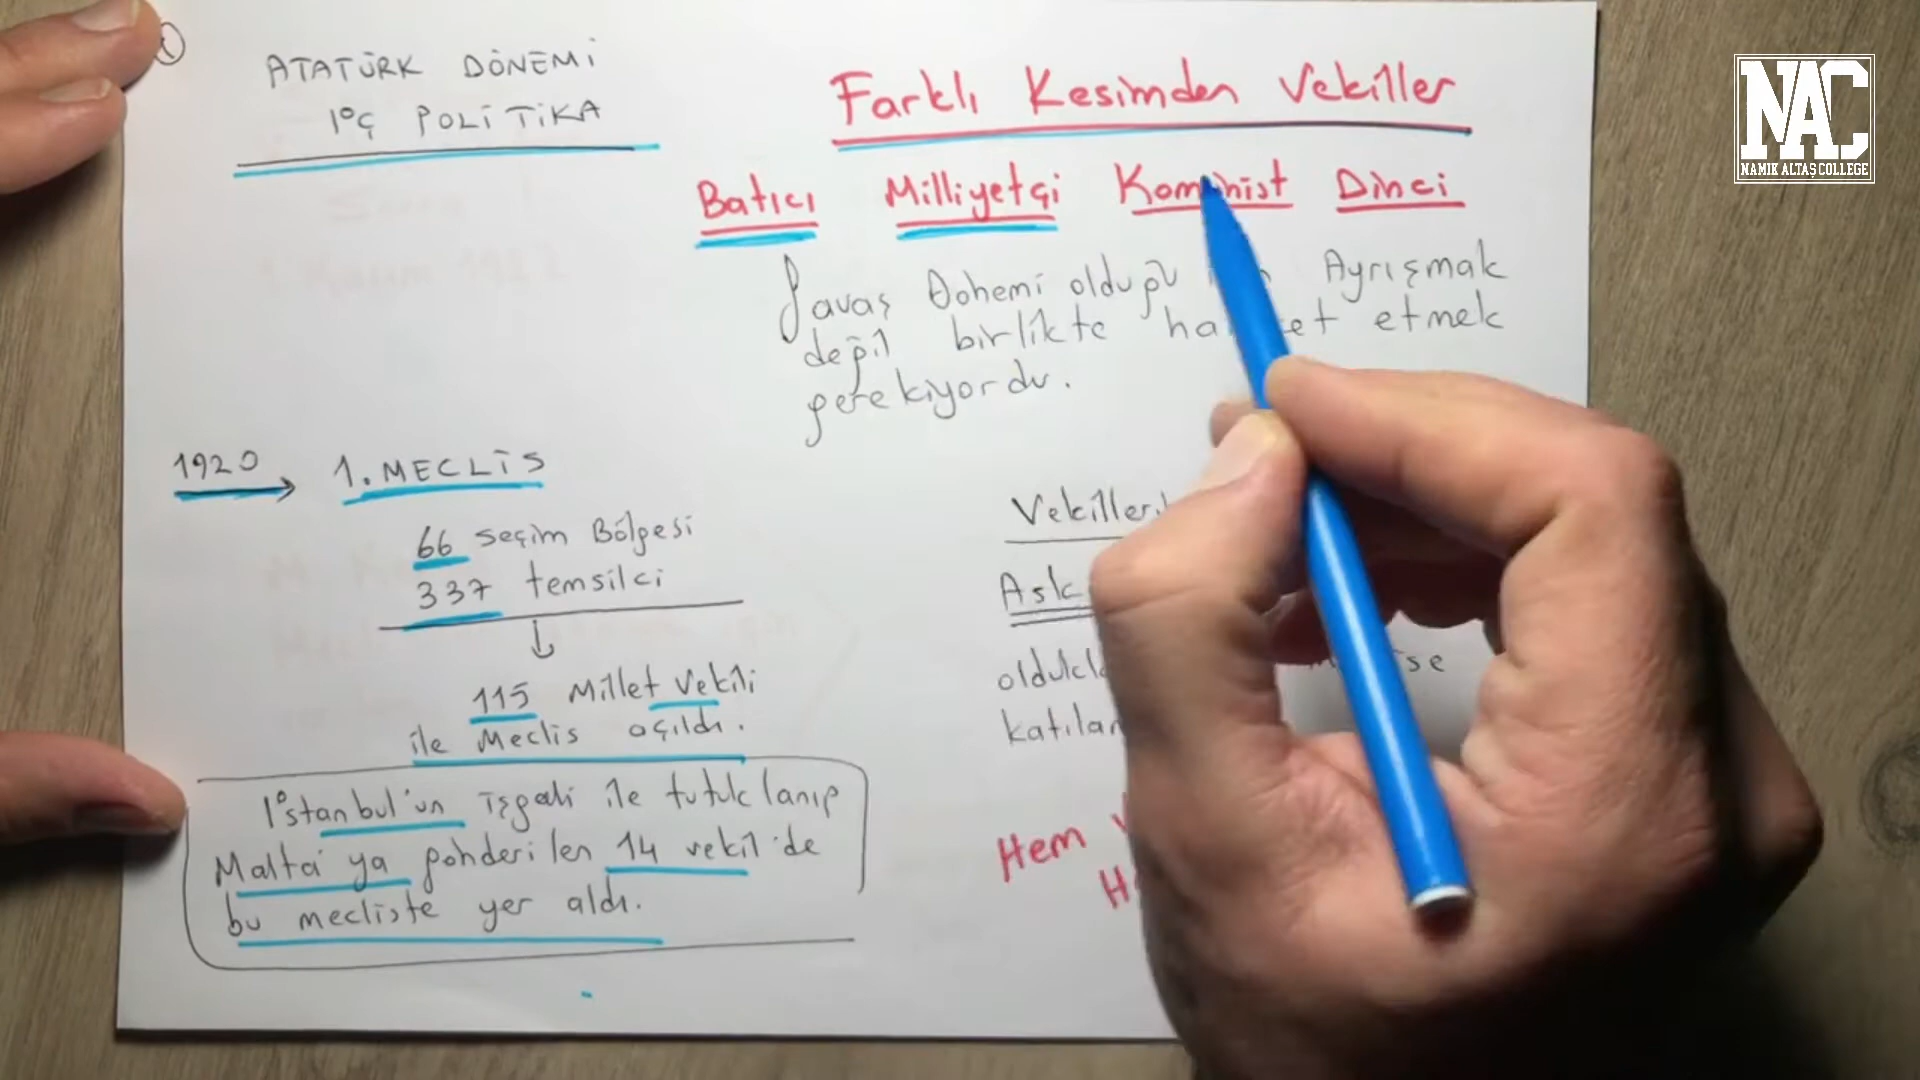 1
ATATÜRK DÖNEMİ
İÇ POLİTİKA
1920 → 1. MECLİS
66 seçim Bölgesi
337 temsilci
↓
115 Millet Vekili
ile Meclis açıldı.
İstanbul'un işgali ile tutuklanıp
Malta'ya gönderilen 14 vekil'de
bu mecliste yer aldı.
Farklı Kesimden Vekiller
Batıcı Milliyetçi Komünist Dinci
Savaş Dönemi olduğu Ayrışmak
değil birlikte et etmek
gerekiyordu.
Vekiller
Ask
ise
katılan
Hem
NAC
NAMIK ALTAŞ COLLEGE